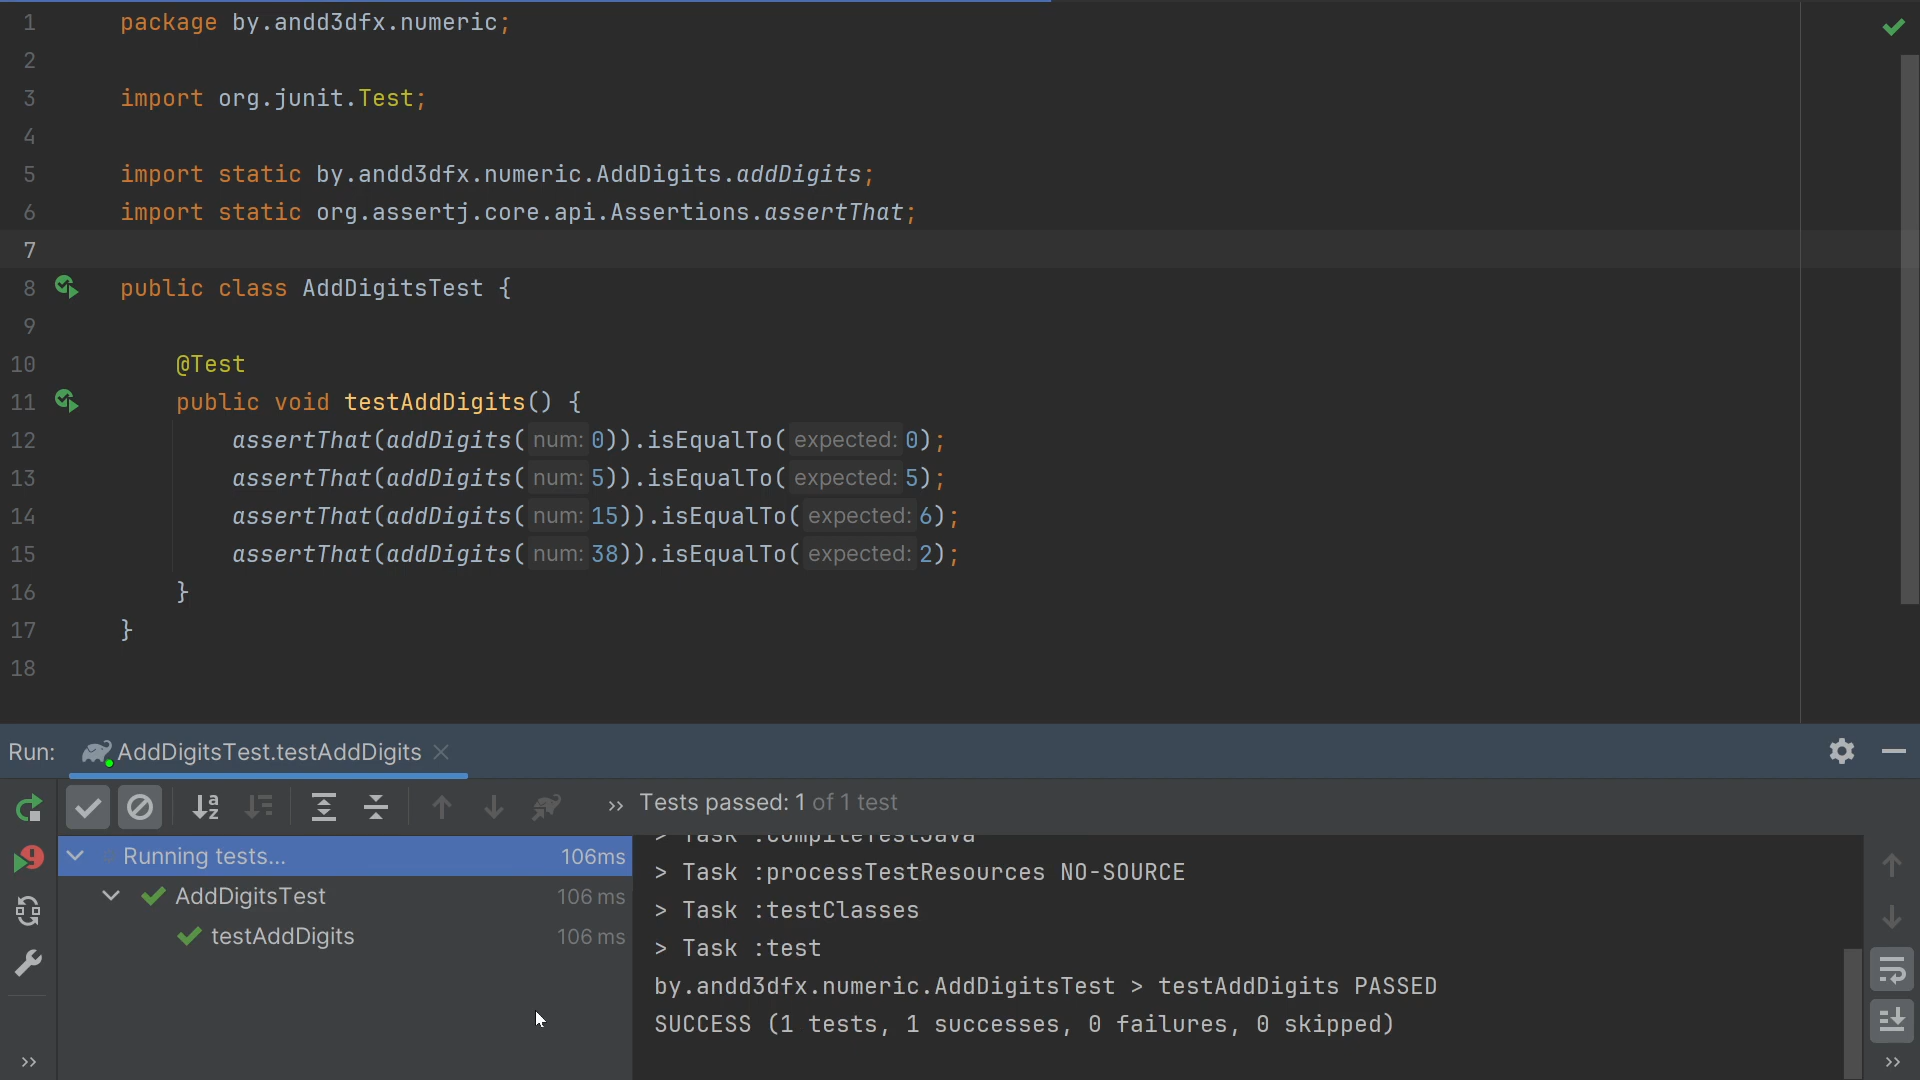 1 package by.andd3dfx.numeric;
2
3 import org.junit.Test;
4
5 import static by.andd3dfx.numeric.AddDigits.addDigits;
6 import static org.assertj.core.api.Assertions.assertThat;
7
8 public class AddDigitsTest {
9
10 @Test
11 public void testAddDigits() {
12 assertThat(addDigits( num: 0)).isEqualTo( expected: 0);
13 assertThat(addDigits( num: 5)).isEqualTo( expected: 5);
14 assertThat(addDigits( num: 15)).isEqualTo( expected: 6);
15 assertThat(addDigits( num: 38)).isEqualTo( expected: 2);
16 }
17 }
18
Run: AddDigitsTest.testAddDigits
Tests passed: 1 of 1 test
Running tests... 106ms
AddDigitsTest 106 ms
testAddDigits 106 ms
> Task :compileTestJava
> Task :processTestResources NO-SOURCE
> Task :testClasses
> Task :test
by.andd3dfx.numeric.AddDigitsTest > testAddDigits PASSED
SUCCESS (1 tests, 1 successes, 0 failures, 0 skipped)